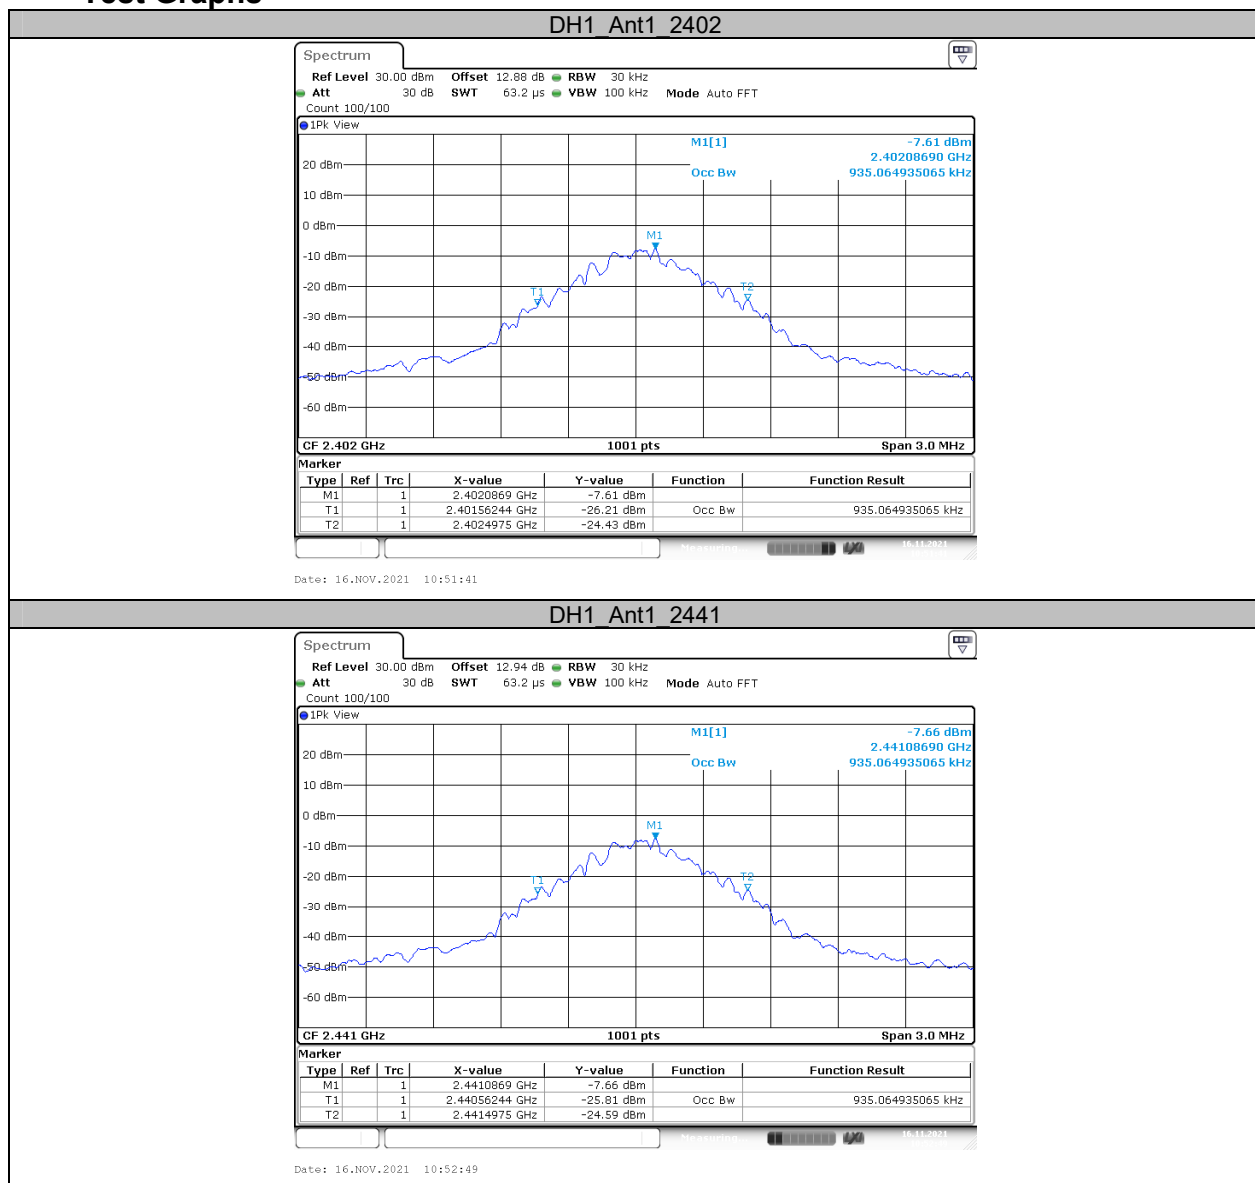 Test Graphs
DH1_Ant1_2402
Spectrum
Ref Level 30.00 dBm Offset 12.88 dB RBW 30 kHz
Att 30 dB SWT 63.2 µs VBW 100 kHz Mode Auto FFT
Count 100/100
1Pk View
M1[1] -7.61 dBm
2.40208690 GHz
20 dBm
Occ Bw 935.064935065 kHz
10 dBm
0 dBm
M1
-10 dBm
-20 dBm
T1 T2
-30 dBm
-40 dBm
-50 dBm
-60 dBm
CF 2.402 GHz 1001 pts Span 3.0 MHz
Marker
Type Ref Trc X-value Y-value Function Function Result
M1 1 2.4020869 GHz -7.61 dBm
T1 1 2.40156244 GHz -26.21 dBm Occ Bw 935.064935065 kHz
T2 1 2.4024975 GHz -24.43 dBm
Measuring... LXI 16.11.2021
Date: 16.NOV.2021 10:51:41
DH1_Ant1_2441
Spectrum
Ref Level 30.00 dBm Offset 12.94 dB RBW 30 kHz
Att 30 dB SWT 63.2 µs VBW 100 kHz Mode Auto FFT
Count 100/100
1Pk View
M1[1] -7.66 dBm
2.44108690 GHz
20 dBm
Occ Bw 935.064935065 kHz
10 dBm
0 dBm
M1
-10 dBm
-20 dBm
T1 T2
-30 dBm
-40 dBm
-50 dBm
-60 dBm
CF 2.441 GHz 1001 pts Span 3.0 MHz
Marker
Type Ref Trc X-value Y-value Function Function Result
M1 1 2.4410869 GHz -7.66 dBm
T1 1 2.44056244 GHz -25.81 dBm Occ Bw 935.064935065 kHz
T2 1 2.4414975 GHz -24.59 dBm
Measuring... LXI 16.11.2021
Date: 16.NOV.2021 10:52:49